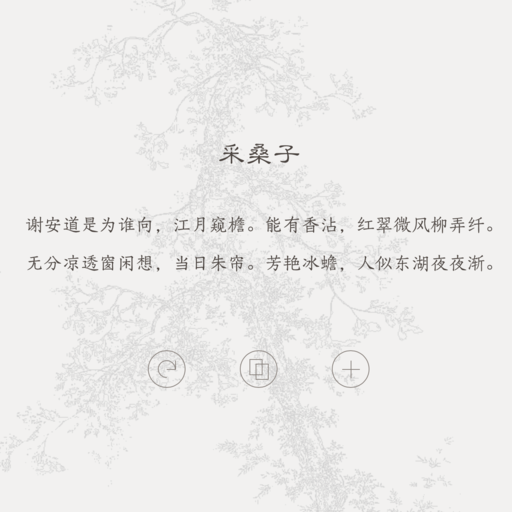 采桑子
谢安道是为谁向，江月窥檐。能有香沾，红翠微风柳弄纤。
无分凉透窗闲想，当日朱帘。芳艳冰蟾，人似东湖夜夜渐。